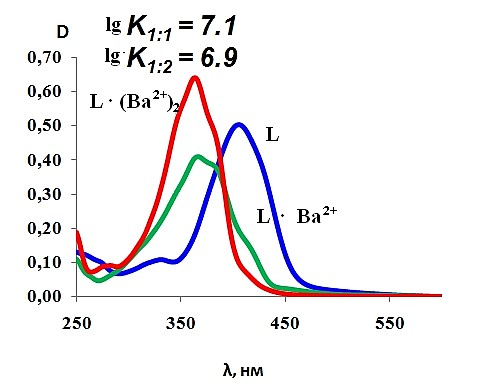 lg K1:1 = 7.1
D
lg K1:2 = 6.9
0,70
0,60
L · (Ba2+)2
0,50
L
0,40
0,30
L · Ba2+
0,20
0,10
0,00
250 350 450 550
λ, нм